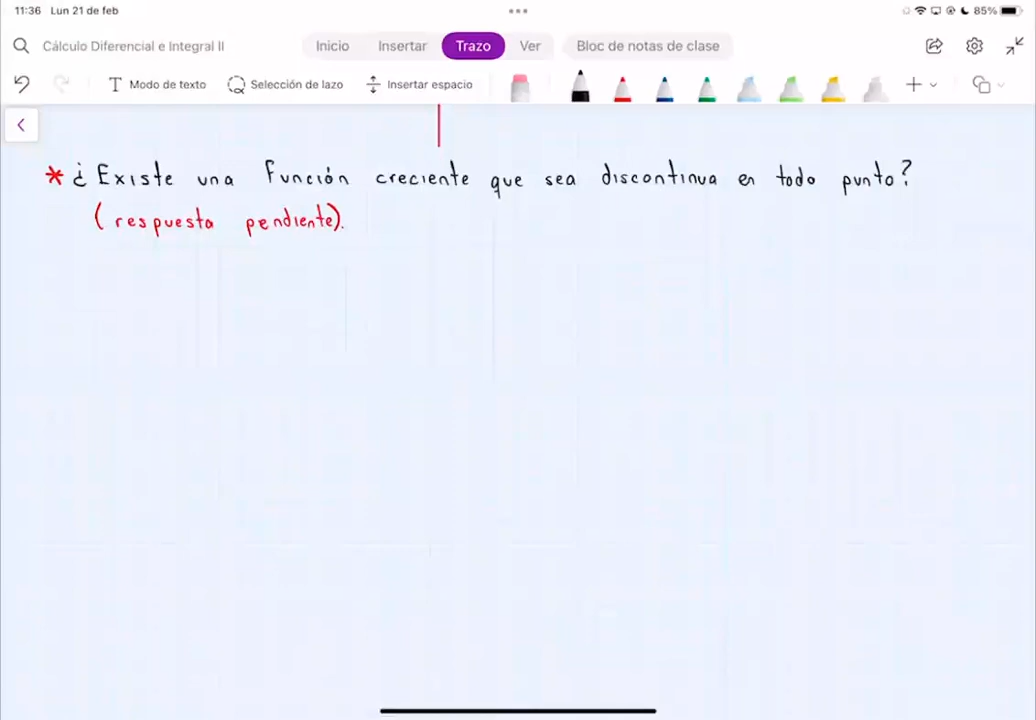 11:36 Lun 21 de feb 85%
Cálculo Diferencial e Integral II Inicio Insertar Trazo Ver Bloc de notas de clase
Modo de texto Selección de lazo Insertar espacio
* ¿Existe una función creciente que sea discontinua en todo punto?
(respuesta pendiente).